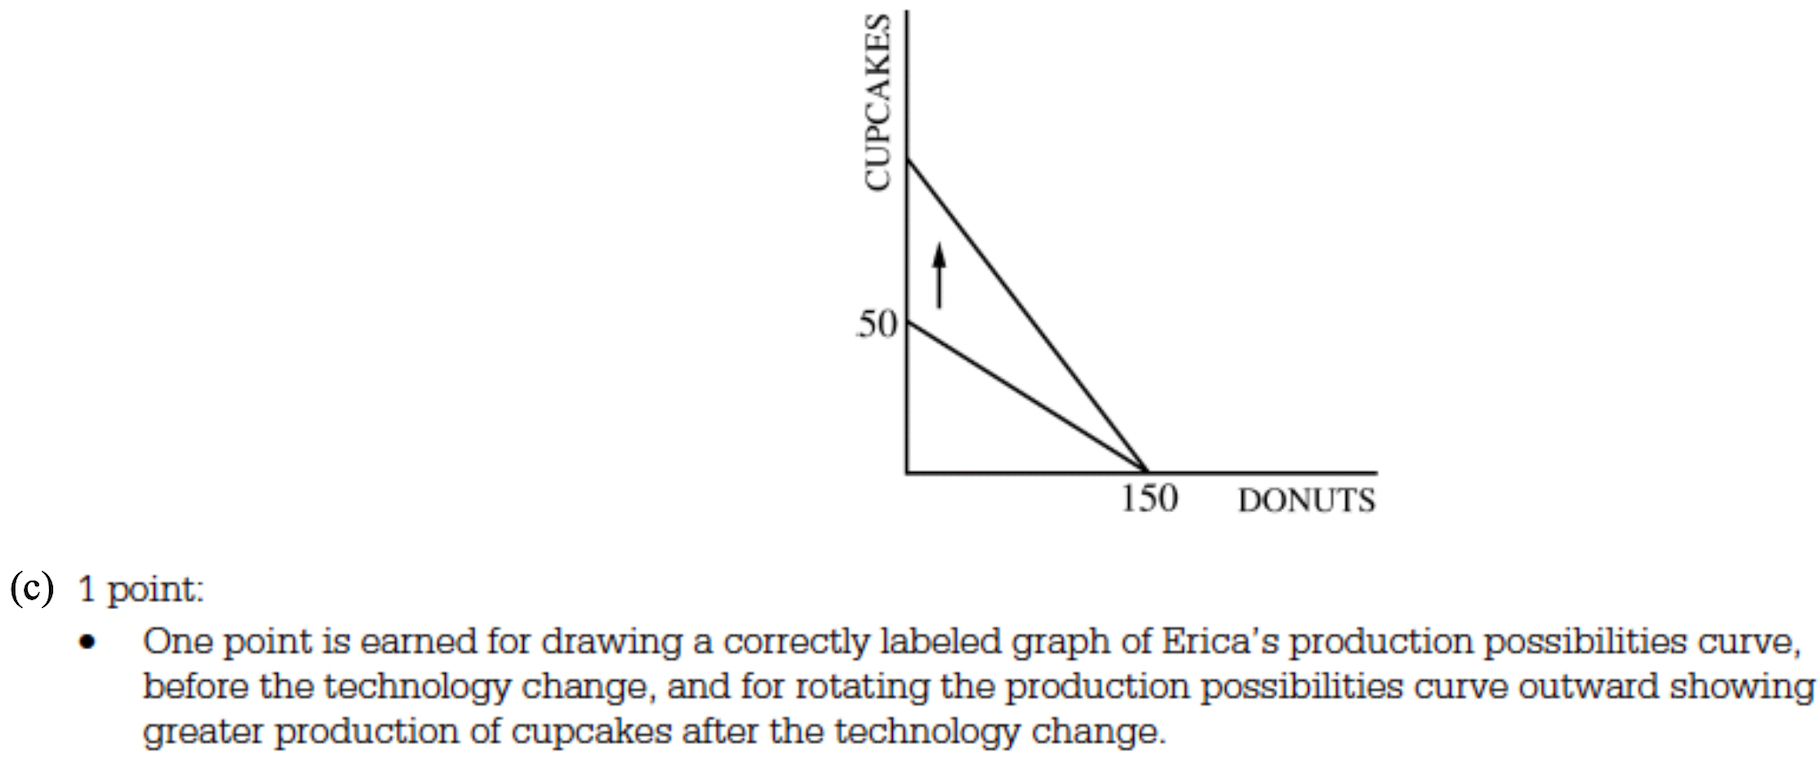 CUPCAKES
50
150 DONUTS
(c) 1 point:
• One point is earned for drawing a correctly labeled graph of Erica's production possibilities curve,
before the technology change, and for rotating the production possibilities curve outward showing
greater production of cupcakes after the technology change.